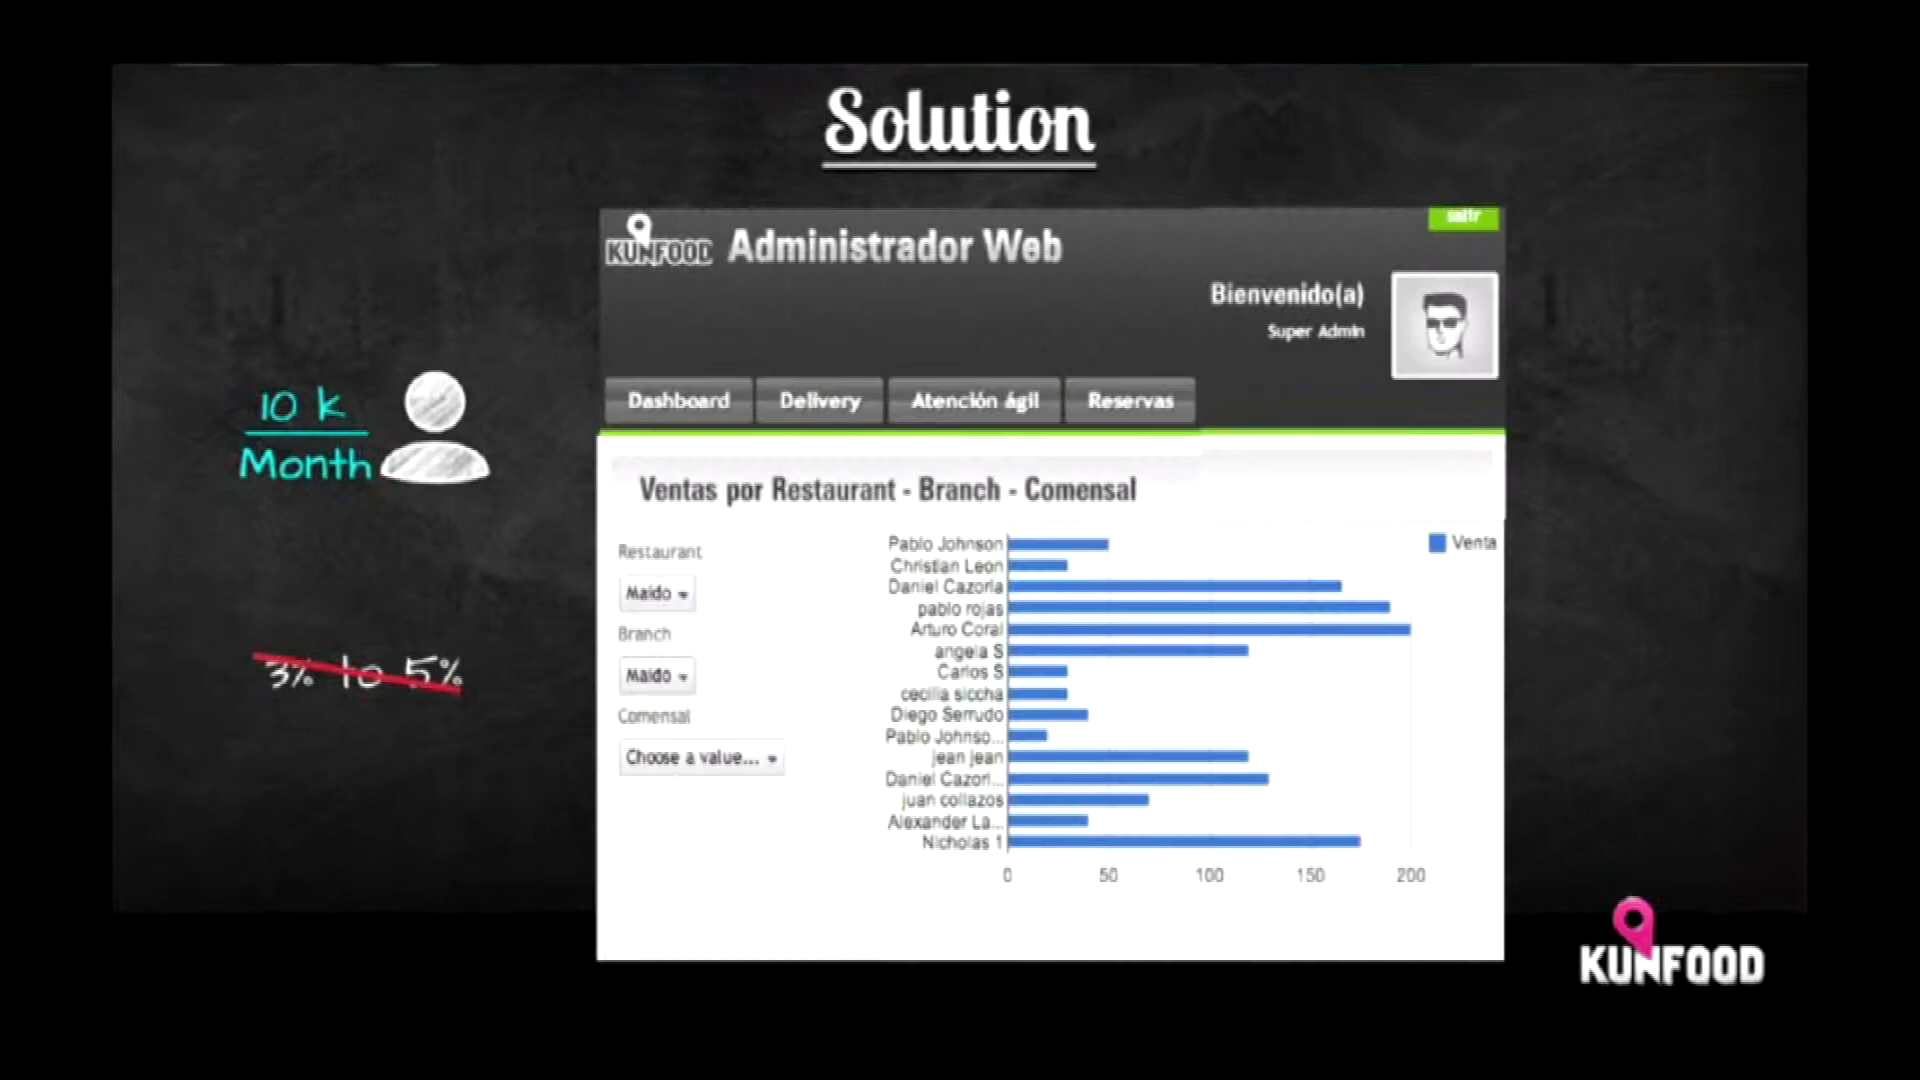 Solution
KUNFOOD Administrador Web
salir
Bienvenido(a)
Super Admin
Dashboard Delivery Atención ágil Reservas
10 k
Month
3% to 5%
Ventas por Restaurant - Branch - Comensal
Restaurant
Maido
Branch
Maido
Comensal
Choose a value...
Pablo Johnson
Christian Leon
Daniel Cazorla
pablo rojas
Arturo Coral
angela S
Carlos S
cecilia siccha
Diego Serrudo
Pablo Johnso...
jean jean
Daniel Cazorl...
juan collazos
Alexander La...
Nicholas 1
0 50 100 150 200
Venta
KUNFOOD